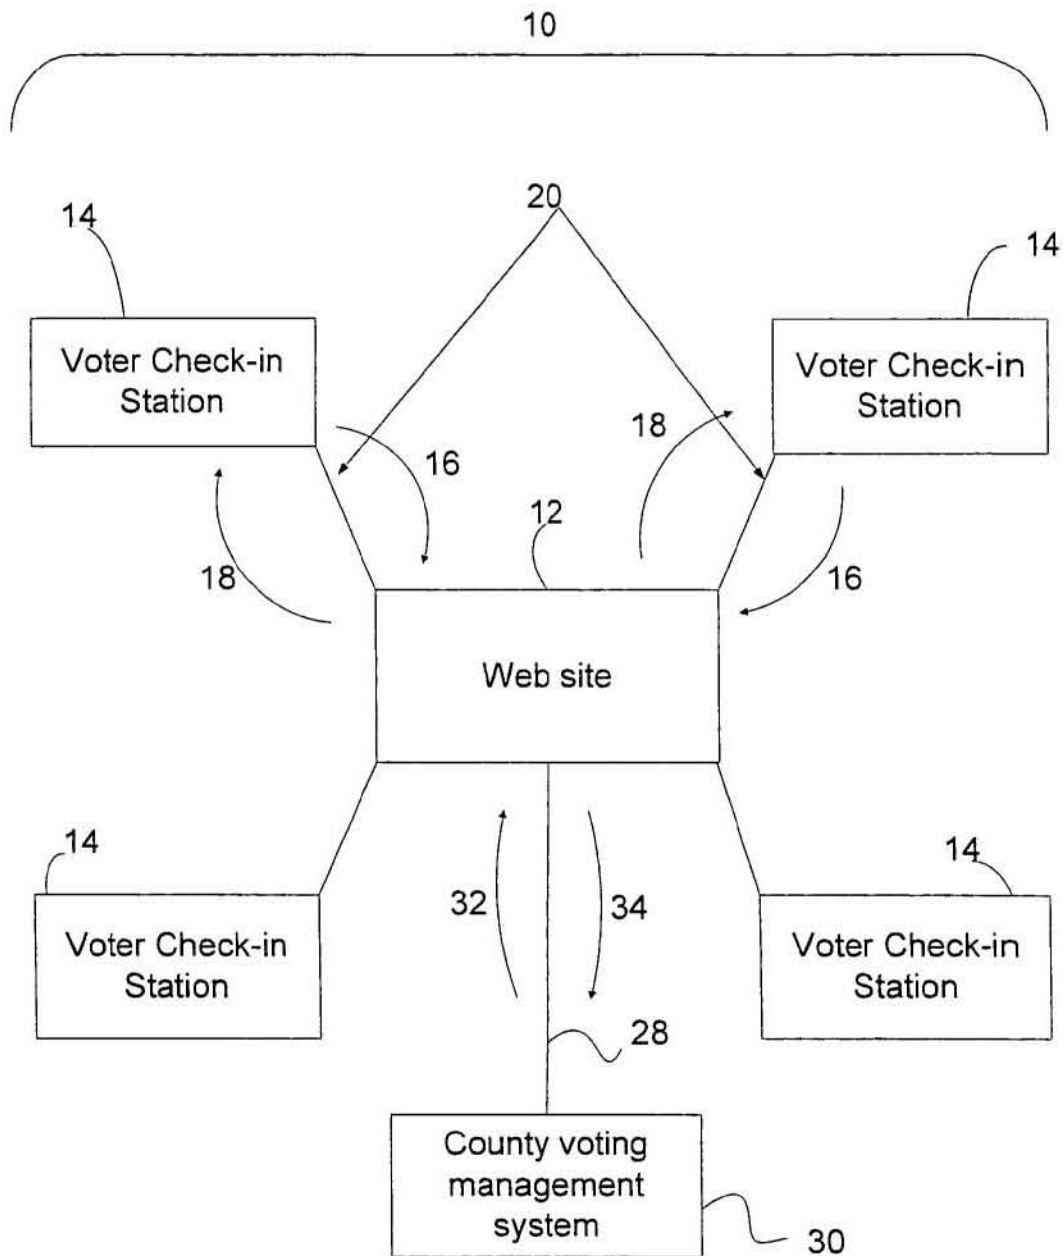 10
20
14
14
Voter Check-in
Station
Voter Check-in
Station
18
16
12
18
16
Web site
14
14
32
34
Voter Check-in
Station
Voter Check-in
Station
28
County voting
management
system
30